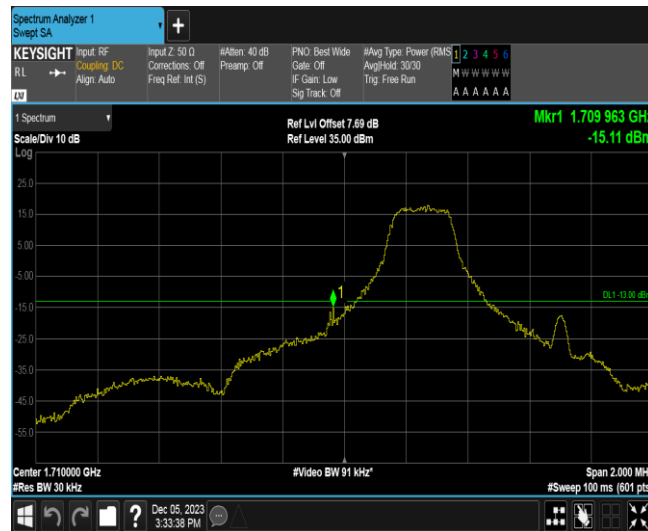 Spectrum Analyzer 1
Swept SA
+
KEYSIGHT
RL
LXI
Input: RF
Coupling: DC
Align: Auto
Input Z: 50 Ω
Corrections: Off
Freq Ref: Int (S)
#Atten: 40 dB
Preamp: Off
PNO: Best Wide
Gate: Off
IF Gain: Low
Sig Track: Off
#Avg Type: Power (RMS
Avg|Hold: 30/30
Trig: Free Run
1 2 3 4 5 6
M W W W W W
A A A A A A
1 Spectrum
Scale/Div 10 dB
Log
Ref Lvl Offset 7.69 dB
Ref Level 35.00 dBm
Mkr1 1.709 963 GHz
-15.11 dBm
25.0
15.0
5.00
-5.00
-15.0
-25.0
-35.0
-45.0
-55.0
1
DL1 -13.00 dBm
Center 1.710000 GHz
#Res BW 30 kHz
#Video BW 91 kHz*
Span 2.000 MH
#Sweep 100 ms (601 pts
?
Dec 05, 2023
3:33:38 PM